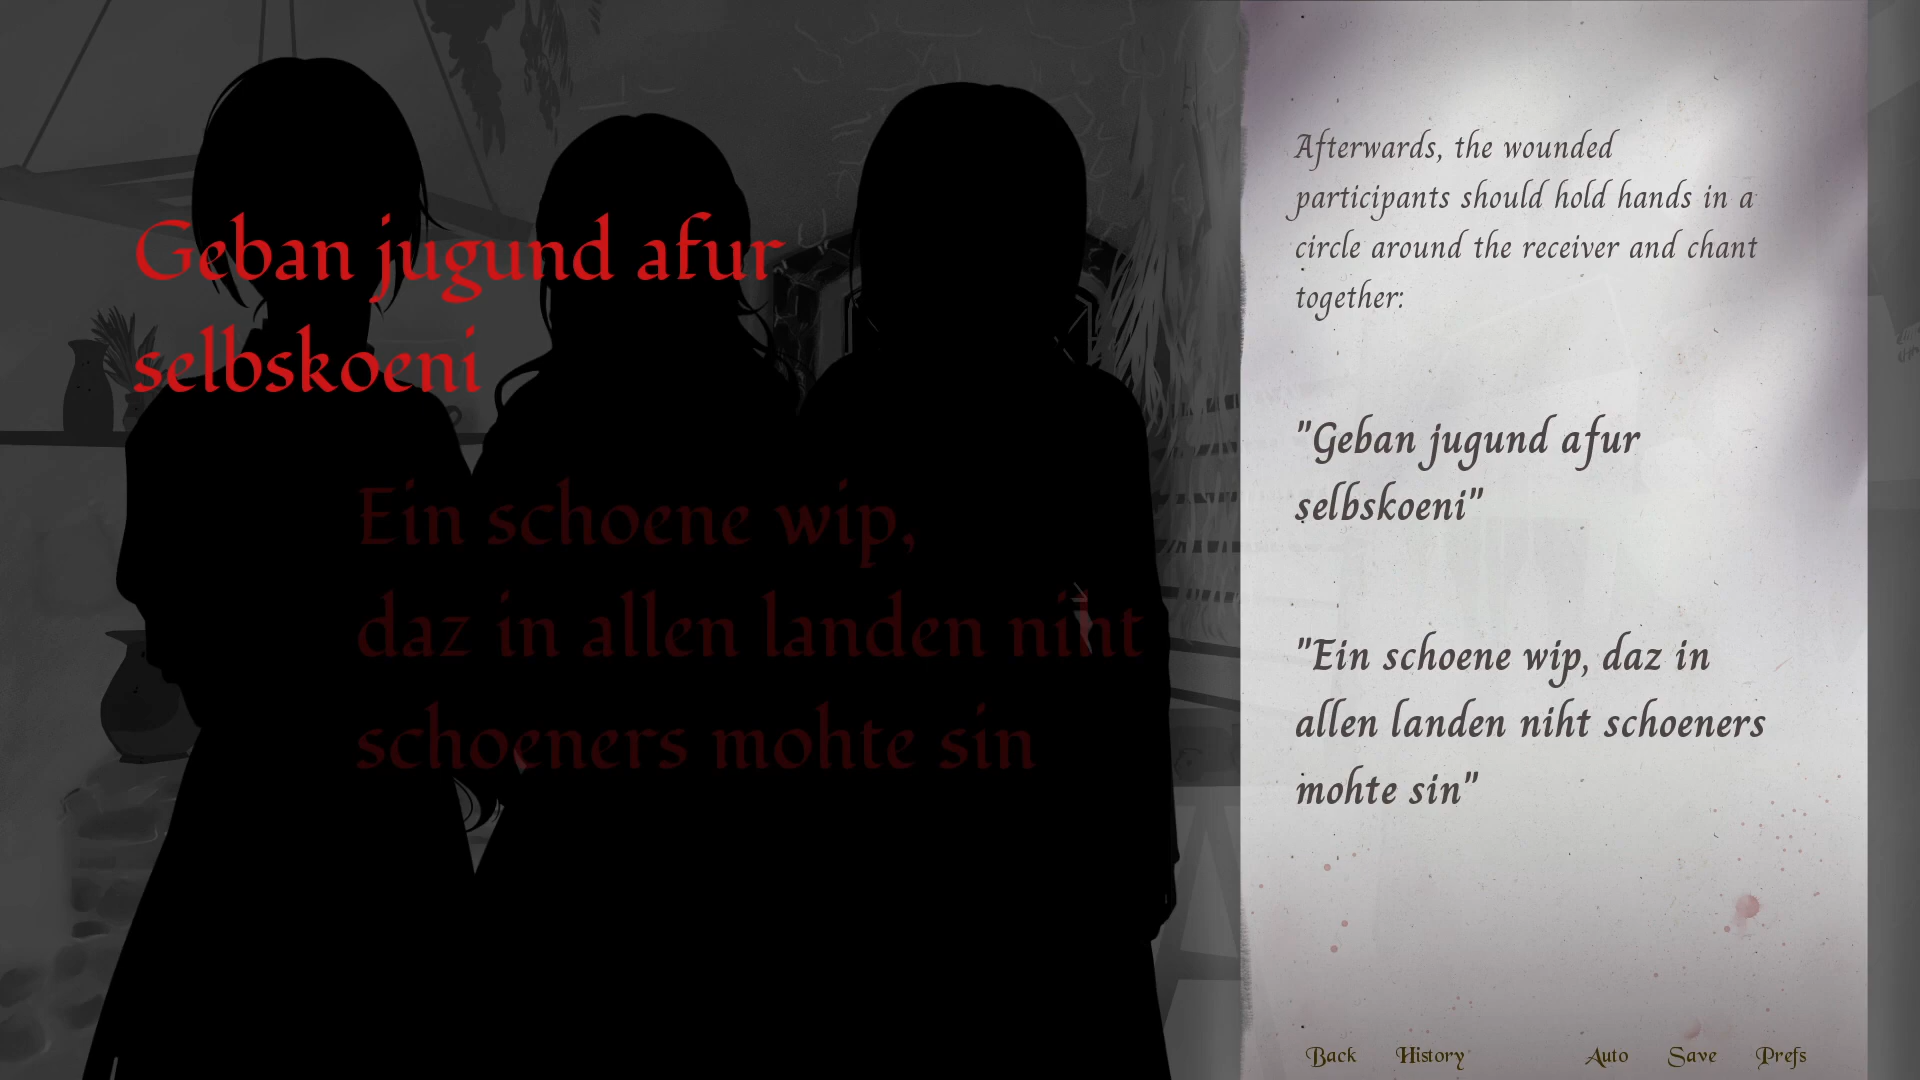 Geban jugund afur
selbskoeni
Ein schoene wip,
daz in allen landen niht
schoeners mohte sin
Afterwards, the wounded
participants should hold hands in a
circle around the receiver and chant
together:
"Geban jugund afur
selbskoeni"
"Ein schoene wip, daz in
allen landen niht schoeners
mohte sin"
Back History Auto Save Prefs